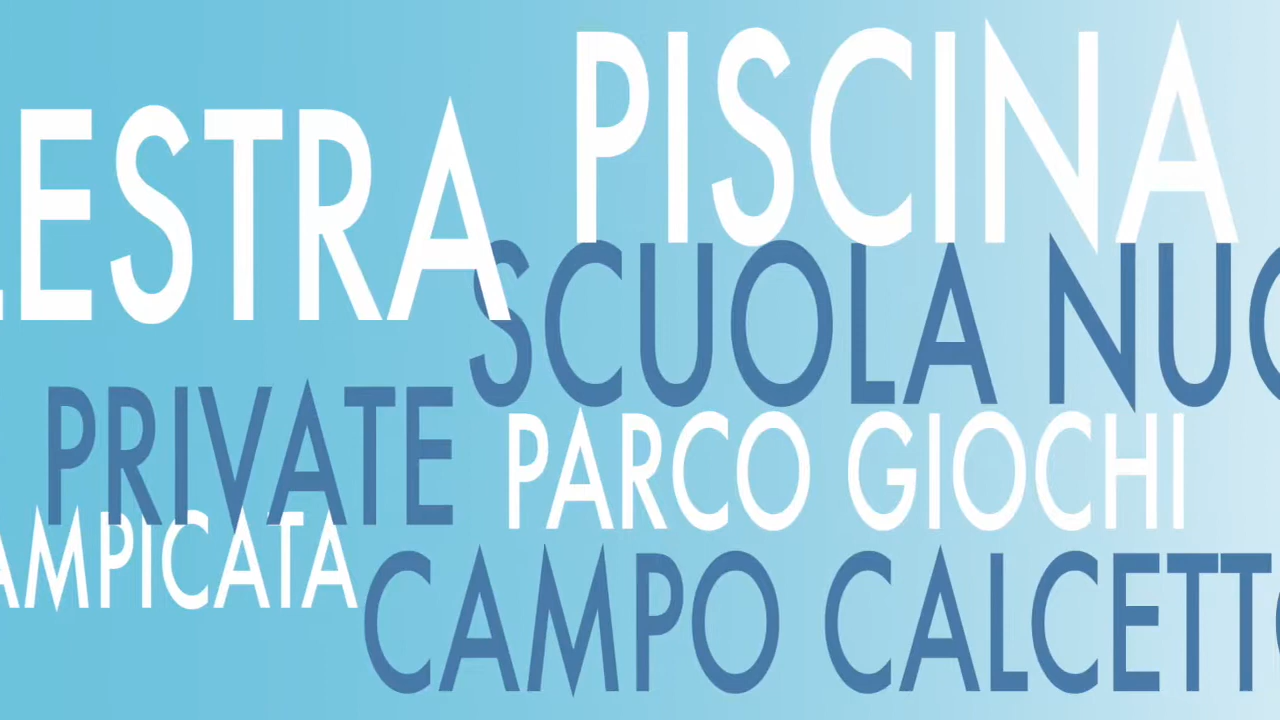 PISCINA
LESTRA
SCUOLA NUO
PRIVATE
PARCO GIOCHI
AMPICATA
CAMPO CALCETTO